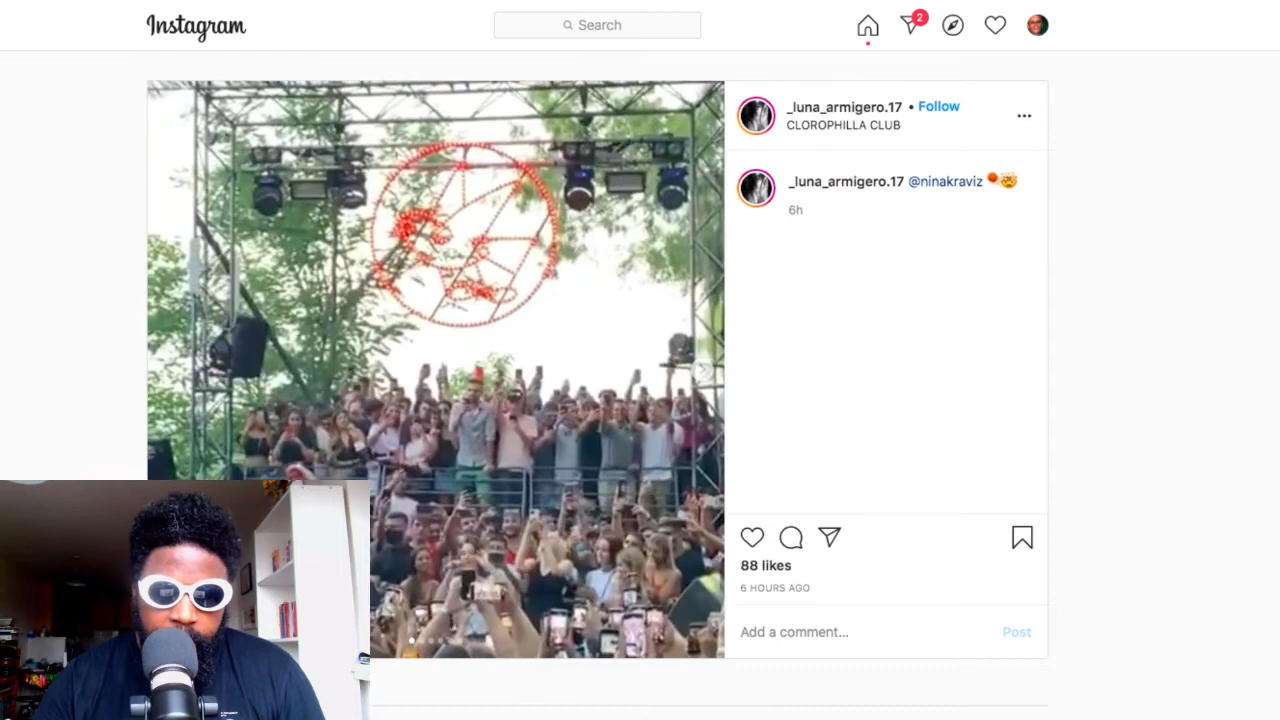 Instagram
Search
2
_luna_armigero.17 • Follow
CLOROPHILLA CLUB
_luna_armigero.17 @ninakraviz
6h
88 likes
6 HOURS AGO
Add a comment...
Post